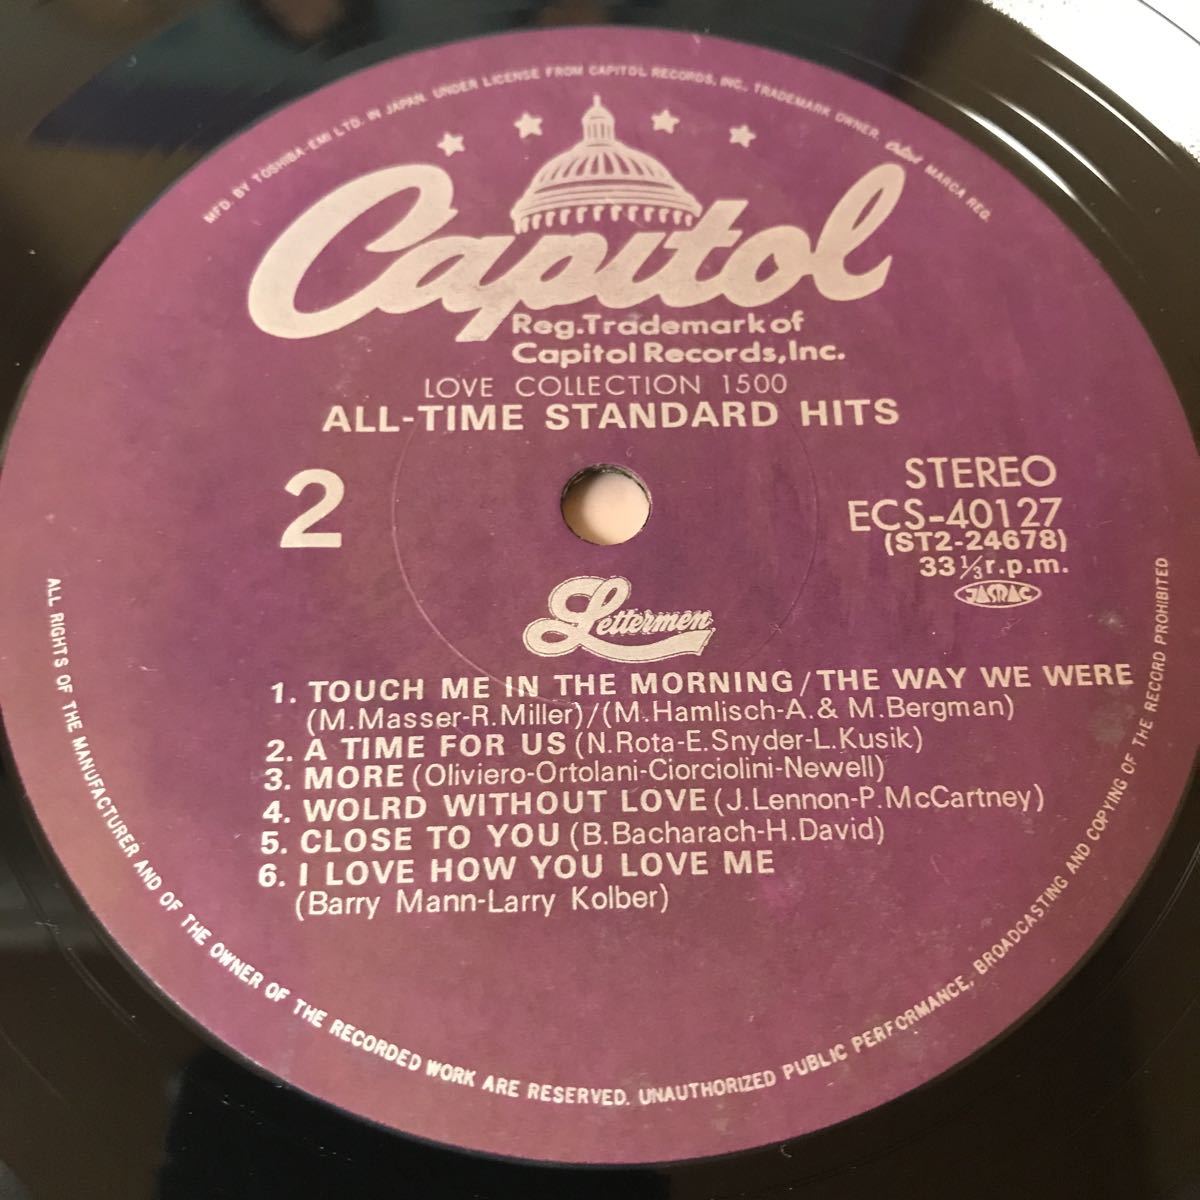 MFD. BY TOSHIBA-EMI LTD. IN JAPAN. UNDER LICENSE FROM CAPITOL RECORDS, INC., TRADEMARK OWNER. Capitol MARCA REG.
Capitol
Reg.Trademark of
Capitol Records,Inc.
LOVE COLLECTION 1500
ALL-TIME STANDARD HITS
2
STEREO
ECS-40127
(ST2-24678)
33⅓r.p.m.
JASRAC
Lettermen
1. TOUCH ME IN THE MORNING/THE WAY WE WERE
(M.Masser-R.Miller)/(M.Hamlisch-A.& M.Bergman)
2. A TIME FOR US (N.Rota-E.Snyder-L.Kusik)
3. MORE (Oliviero-Ortolani-Ciorciolini-Newell)
4. WOLRD WITHOUT LOVE (J.Lennon-P.McCartney)
5. CLOSE TO YOU (B.Bacharach-H.David)
6. I LOVE HOW YOU LOVE ME
(Barry Mann-Larry Kolber)
ALL RIGHTS OF THE MANUFACTURER AND OF THE OWNER OF THE RECORDED WORK ARE RESERVED. UNAUTHORIZED PUBLIC PERFORMANCE, BROADCASTING AND COPYING OF THE RECORD PROHIBITED